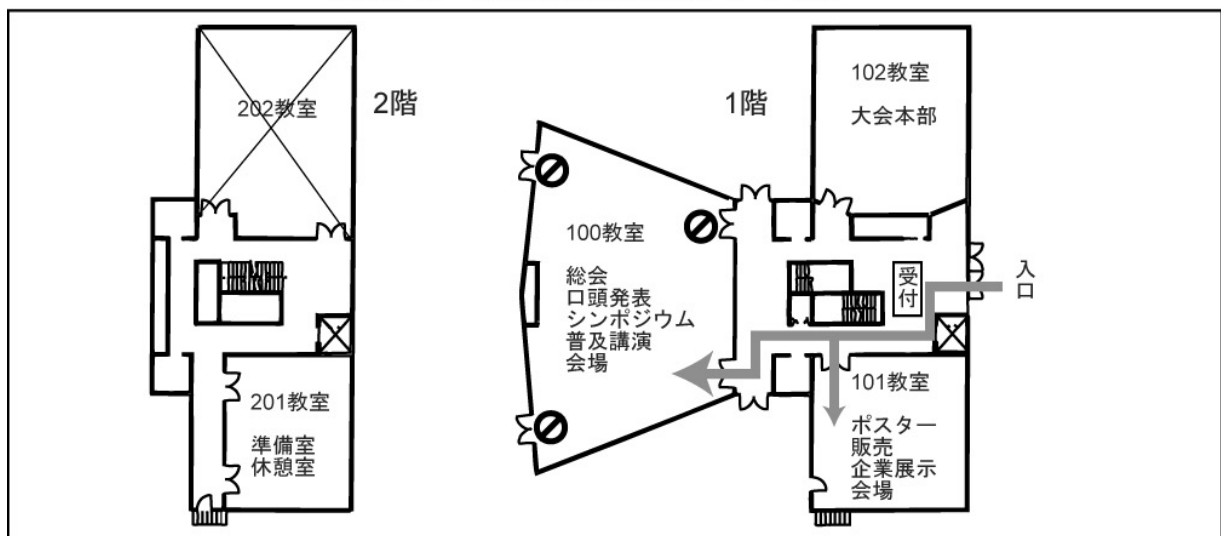 202教室
2階
201教室
準備室
休憩室
1階
102教室
大会本部
100教室
総会
口頭発表
シンポジウム
普及講演
会場
受付
入口
101教室
ポスター
販売
企業展示
会場